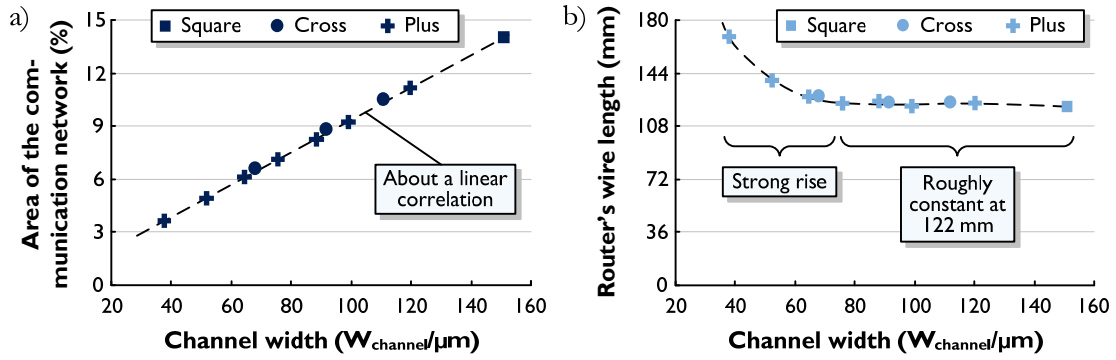 a)
Area of the com-
munication network (%)
Square Cross Plus
15
12
9
6
3
0
About a linear
correlation
20 40 60 80 100 120 140 160
Channel width (Wchannel/µm)
b)
Router's wire length (mm)
Square Cross Plus
180
144
108
72
36
0
Strong rise
Roughly
constant at
122 mm
20 40 60 80 100 120 140 160
Channel width (Wchannel/µm)